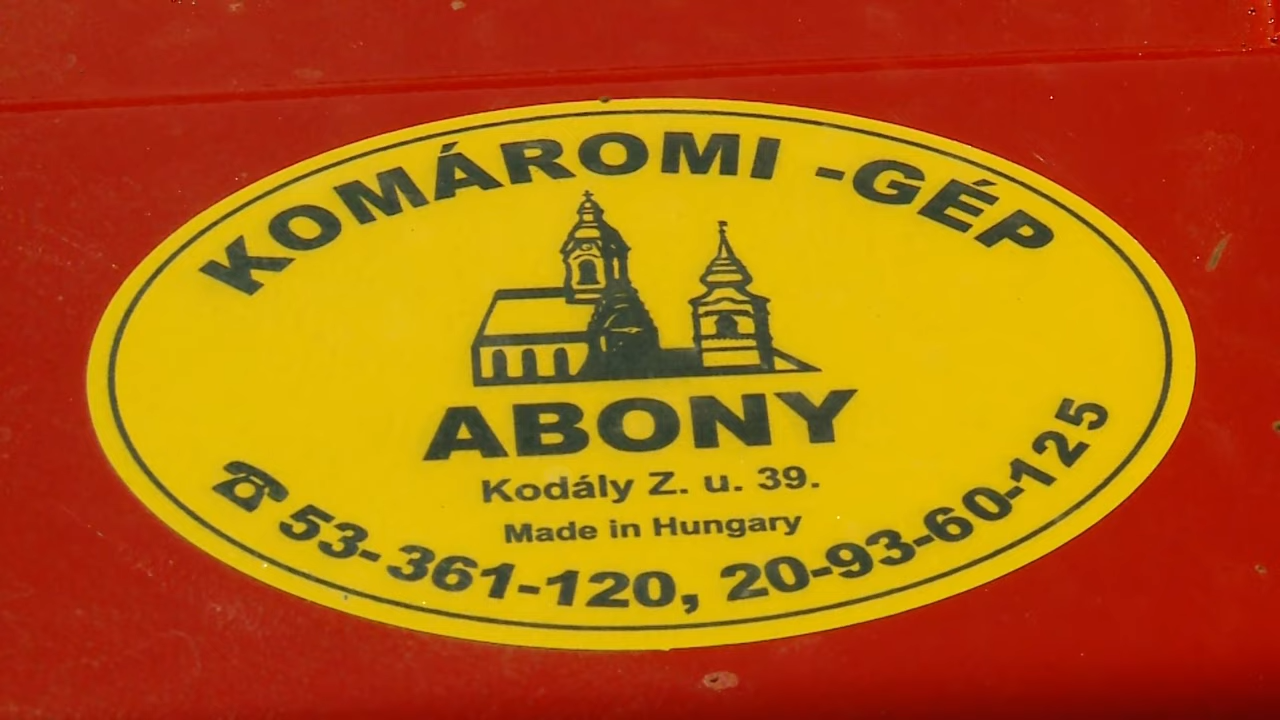 KOMÁROMI -GÉP
ABONY
Kodály Z. u. 39.
Made in Hungary
☎ 53-361-120, 20-93-60-125